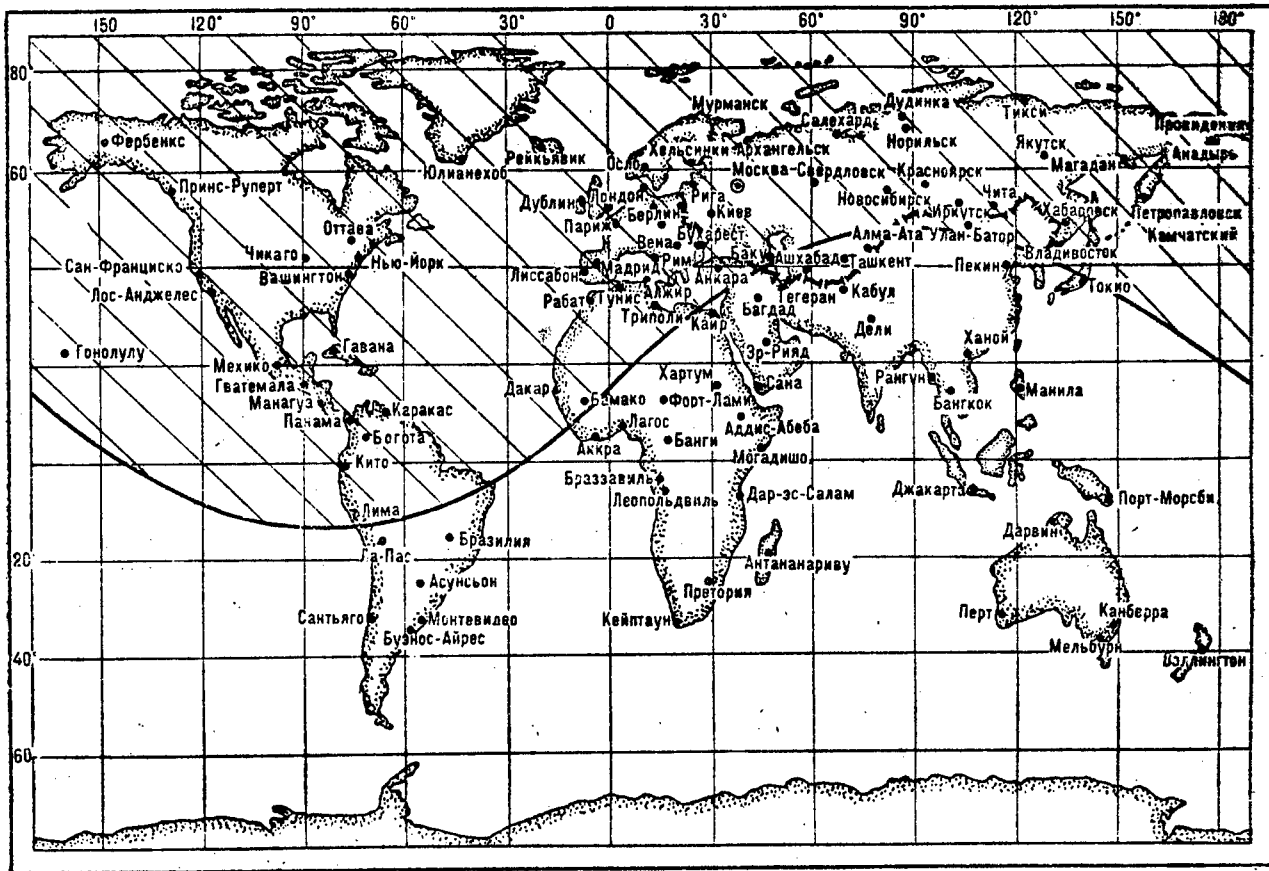 150 120 90° 60° 30° 0° 30° 60° 90° 120° 150° 180°
80°
Мурманск
Дудинка
Тикси
Салехард
Фербенкс
Рейкьявик
Хельсинки
Архангельск
Норильск
Якутск
Провидения
Осло
Магадан
Анадырь
60
Юлианехоб
Москва
Свердловск
Красноярск
Принс-Руперт
Дублин
Лондон
Рига
Новосибирск
Чита
Берлин
Киев
Иркутск
Хабаровск
Петропавловск
Камчатский
Оттава
Париж
Бухарест
Вена
Алма-Ата
Улан-Батор
Чикаго
Нью-Йорк
Рим
Баку
Ашхабад
Ташкент
Владивосток
Сан-Франциско
Вашингтон
Лиссабон
Мадрид
Анкара
Пекин
Лос-Анджелес
Рабат
Тунис
Алжир
Тегеран
Кабул
Токио
Триполи
Каир
Багдад
Дели
Гонолулу
Гавана
Эр-Рияд
Ханой
Мехико
Гватемала
Хартум
Рангун
Манагуа
Дакар
Бамако
Форт-Лами
Сана
Бангкок
Манила
Панама
Каракас
Лагос
Аддис-Абеба
Богота
Аккра
Банги
Могадишо
Кито
Браззавиль
Леопольдвиль
Дар-эс-Салам
Джакарта
Порт-Морсби
Лима
Дарвин
Ла-Пас
Бразилия
20°
Антананариву
Асунсьон
Претория
Сантьяго
Монтевидео
Кейптаун
Перт
Канберра
Буэнос-Айрес
Мельбурн
40°
Вэллингтон
60